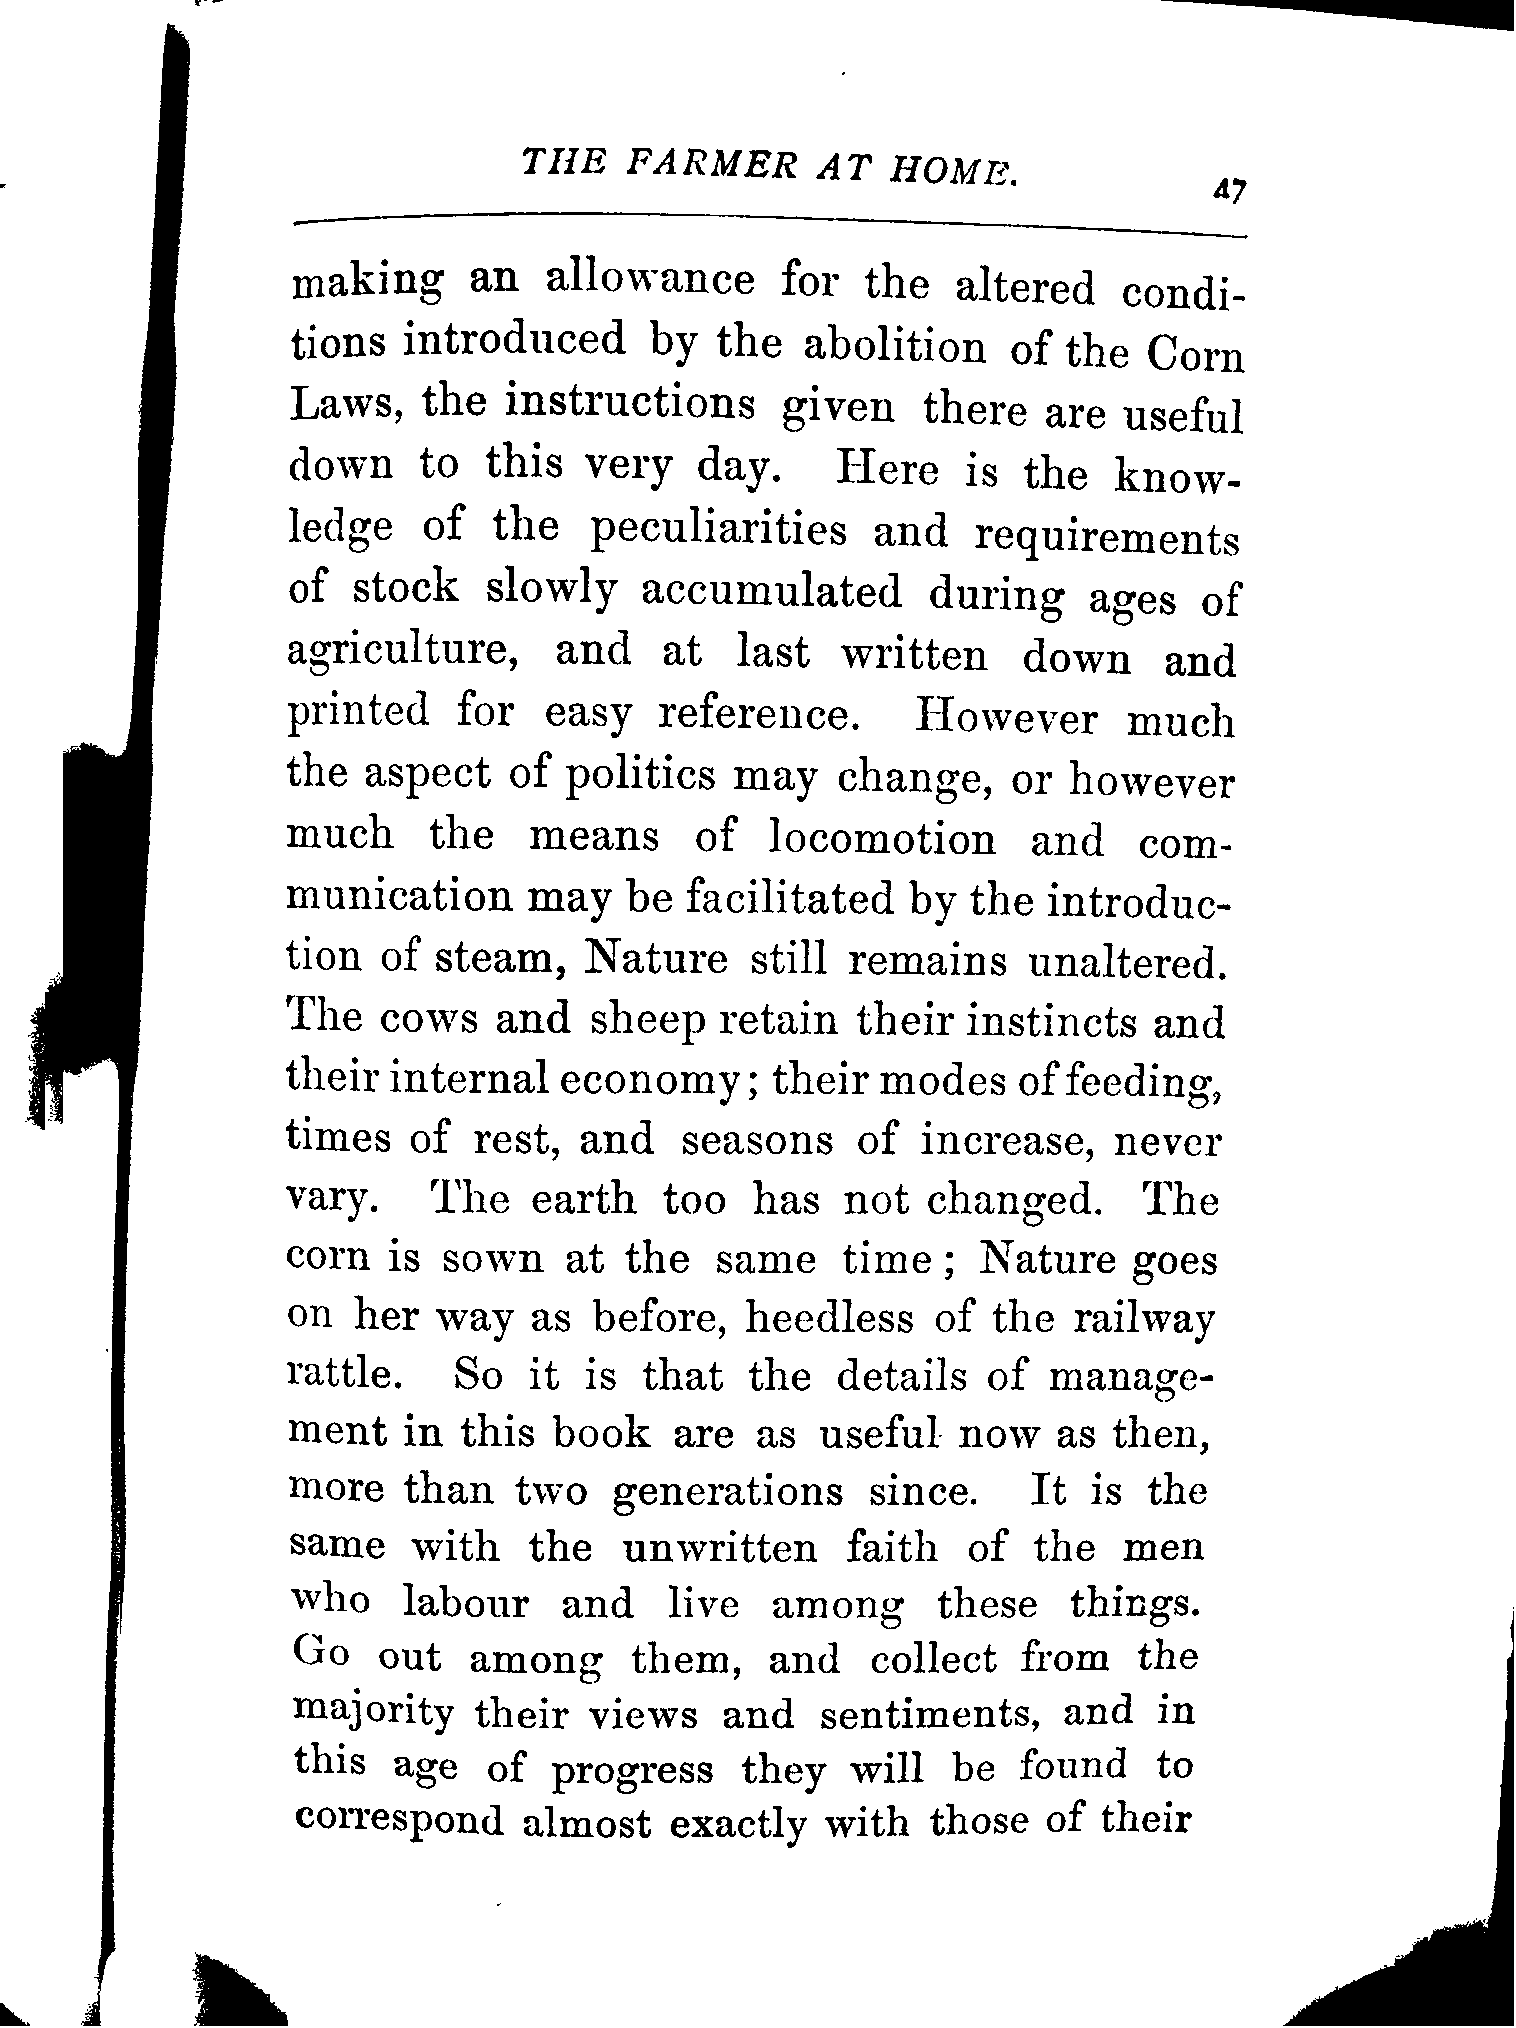 THE FARMER AT HOME.
47
making an allowance for the altered condi-
tions introduced by the abolition of the Corn
Laws, the instructions given there are useful
down to this very day. Here is the know-
ledge of the peculiarities and requirements
of stock slowly accumulated during ages of
agriculture, and at last written down and
printed for easy reference. However much
the aspect of politics may change, or however
much the means of locomotion and com-
munication may be facilitated by the introduc-
tion of steam, Nature still remains unaltered.
The cows and sheep retain their instincts and
their internal economy; their modes of feeding,
times of rest, and seasons of increase, never
vary. The earth too has not changed. The
corn is sown at the same time; Nature goes
on her way as before, heedless of the railway
rattle. So it is that the details of manage-
ment in this book are as useful now as then,
more than two generations since. It is the
same with the unwritten faith of the men
who labour and live among these things.
Go out among them, and collect from the
majority their views and sentiments, and in
this age of progress they will be found to
correspond almost exactly with those of their